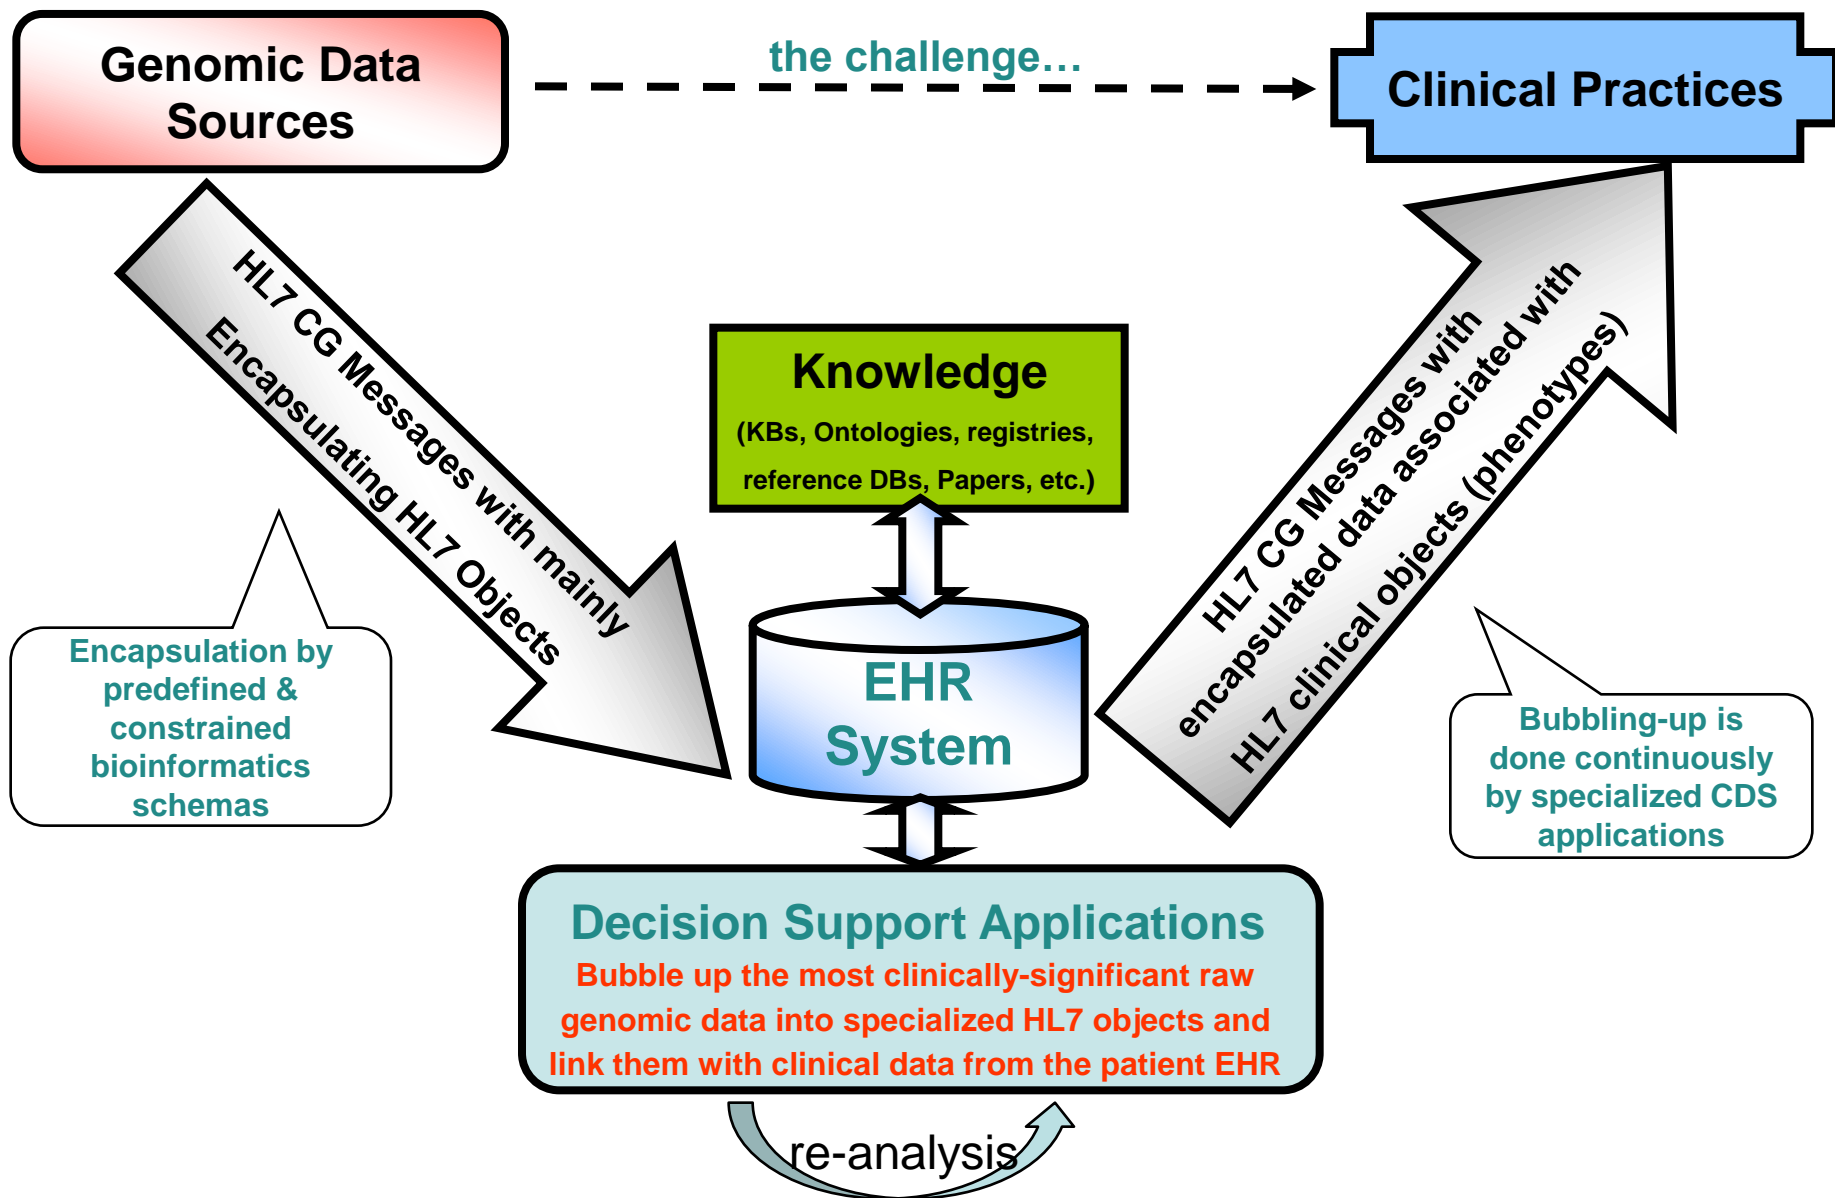 Genomic Data
Sources
the challenge…
Clinical Practices
HL7 CG Messages with mainly
Encapsulating HL7 Objects
Knowledge
(KBs, Ontologies, registries,
reference DBs, Papers, etc.)
HL7 CG Messages with
encapsulated data associated with
HL7 clinical objects (phenotypes)
Encapsulation by
predefined &
constrained
bioinformatics
schemas
EHR
System
Bubbling-up is
done continuously
by specialized CDS
applications
Decision Support Applications
Bubble up the most clinically-significant raw
genomic data into specialized HL7 objects and
link them with clinical data from the patient EHR
re-analysis